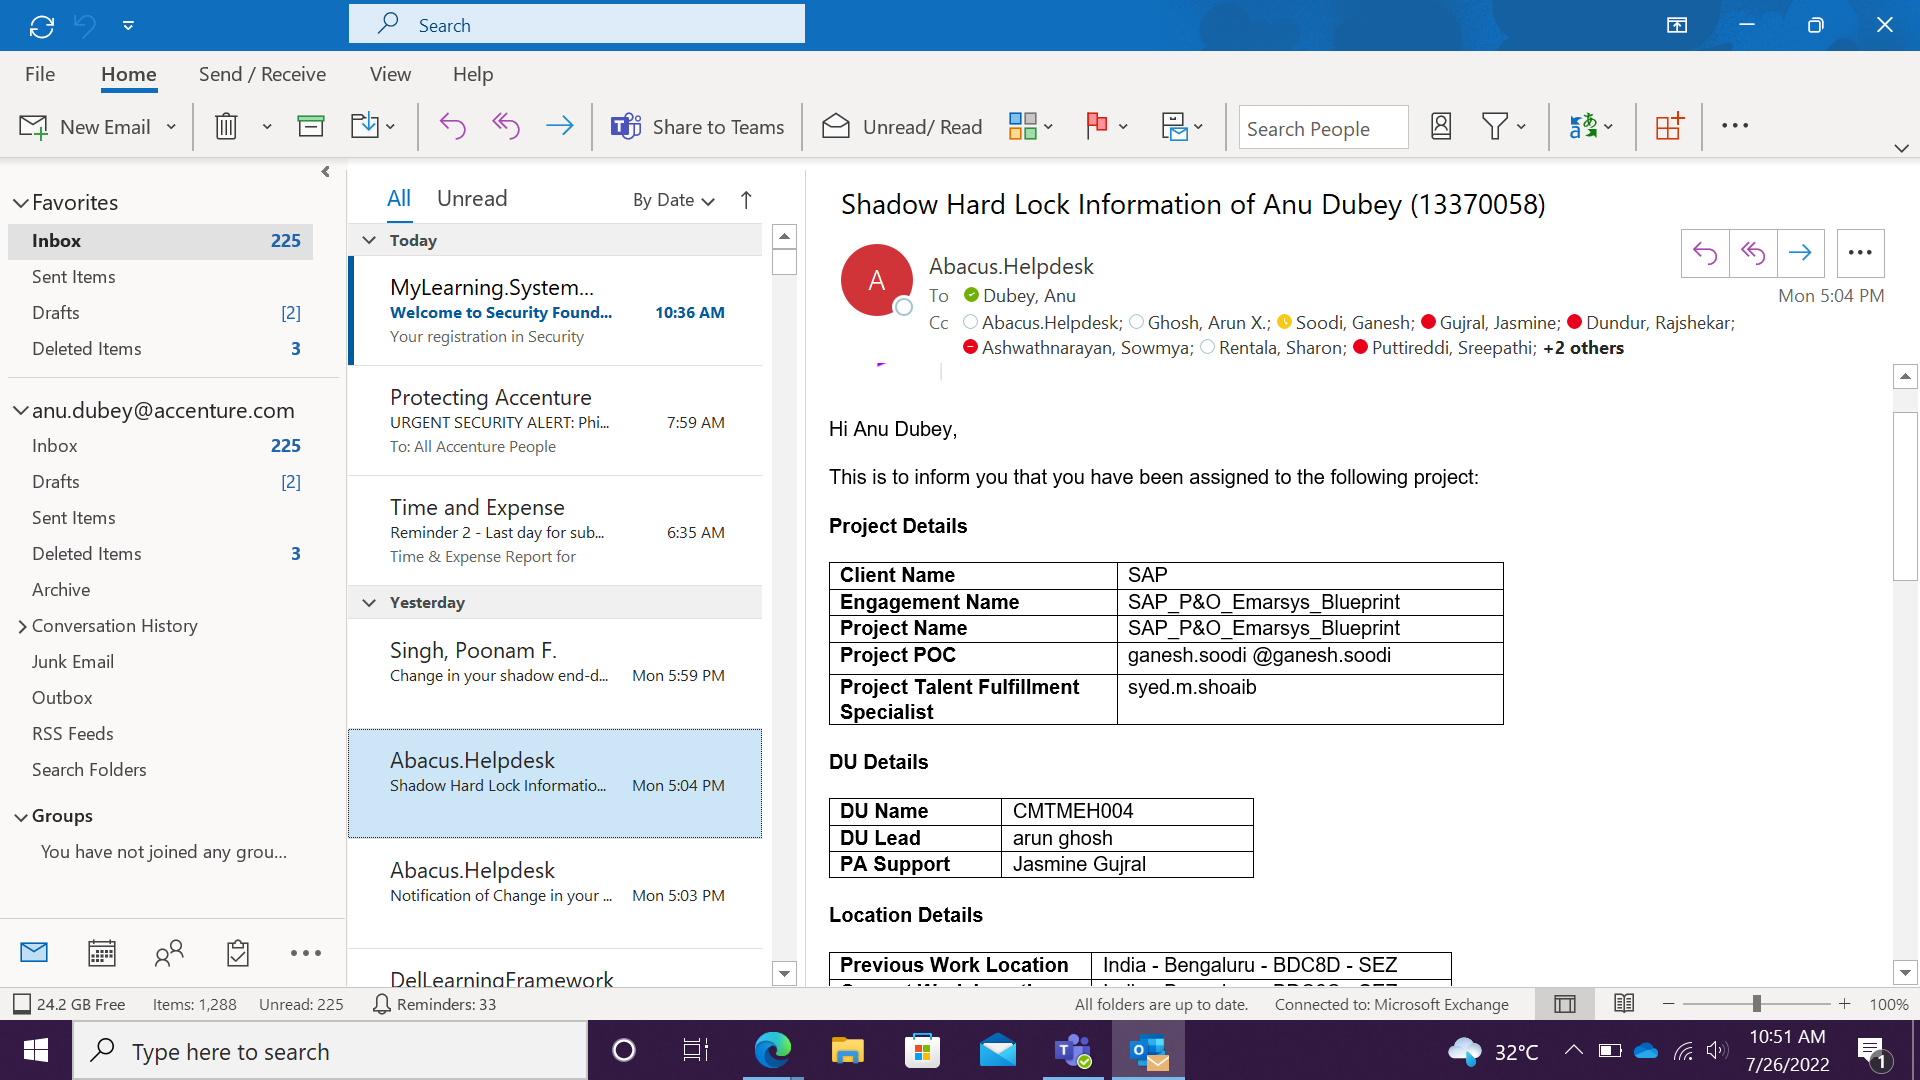 Search
File Home Send / Receive View Help
New Email Share to Teams Unread/ Read Search People
Favorites
Inbox 225
Sent Items
Drafts [2]
Deleted Items 3
anu.dubey@accenture.com
Inbox 225
Drafts [2]
Sent Items
Deleted Items 3
Archive
Conversation History
Junk Email
Outbox
RSS Feeds
Search Folders
Groups
You have not joined any grou...
All Unread By Date
Today
MyLearning.System...
Welcome to Security Found... 10:36 AM
Your registration in Security
Protecting Accenture
URGENT SECURITY ALERT: Phi... 7:59 AM
To: All Accenture People
Time and Expense
Reminder 2 - Last day for sub... 6:35 AM
Time & Expense Report for
Yesterday
Singh, Poonam F.
Change in your shadow end-d... Mon 5:59 PM
Abacus.Helpdesk
Shadow Hard Lock Informatio... Mon 5:04 PM
Abacus.Helpdesk
Notification of Change in your ... Mon 5:03 PM
DelLearningFramework
Shadow Hard Lock Information of Anu Dubey (13370058)
A
Abacus.Helpdesk
To Dubey, Anu Mon 5:04 PM
Cc Abacus.Helpdesk; Ghosh, Arun X.; Soodi, Ganesh; Gujral, Jasmine; Dundur, Rajshekar;
Ashwathnarayan, Sowmya; Rentala, Sharon; Puttireddi, Sreepathi; +2 others
Hi Anu Dubey,
This is to inform you that you have been assigned to the following project:
Project Details
Client Name SAP
Engagement Name SAP_P&O_Emarsys_Blueprint
Project Name SAP_P&O_Emarsys_Blueprint
Project POC ganesh.soodi @ganesh.soodi
Project Talent Fulfillment syed.m.shoaib
Specialist
DU Details
DU Name CMTMEH004
DU Lead arun ghosh
PA Support Jasmine Gujral
Location Details
Previous Work Location India - Bengaluru - BDC8D - SEZ
24.2 GB Free Items: 1,288 Unread: 225 Reminders: 33 All folders are up to date. Connected to: Microsoft Exchange 100%
Type here to search 32°C 10:51 AM
7/26/2022 1